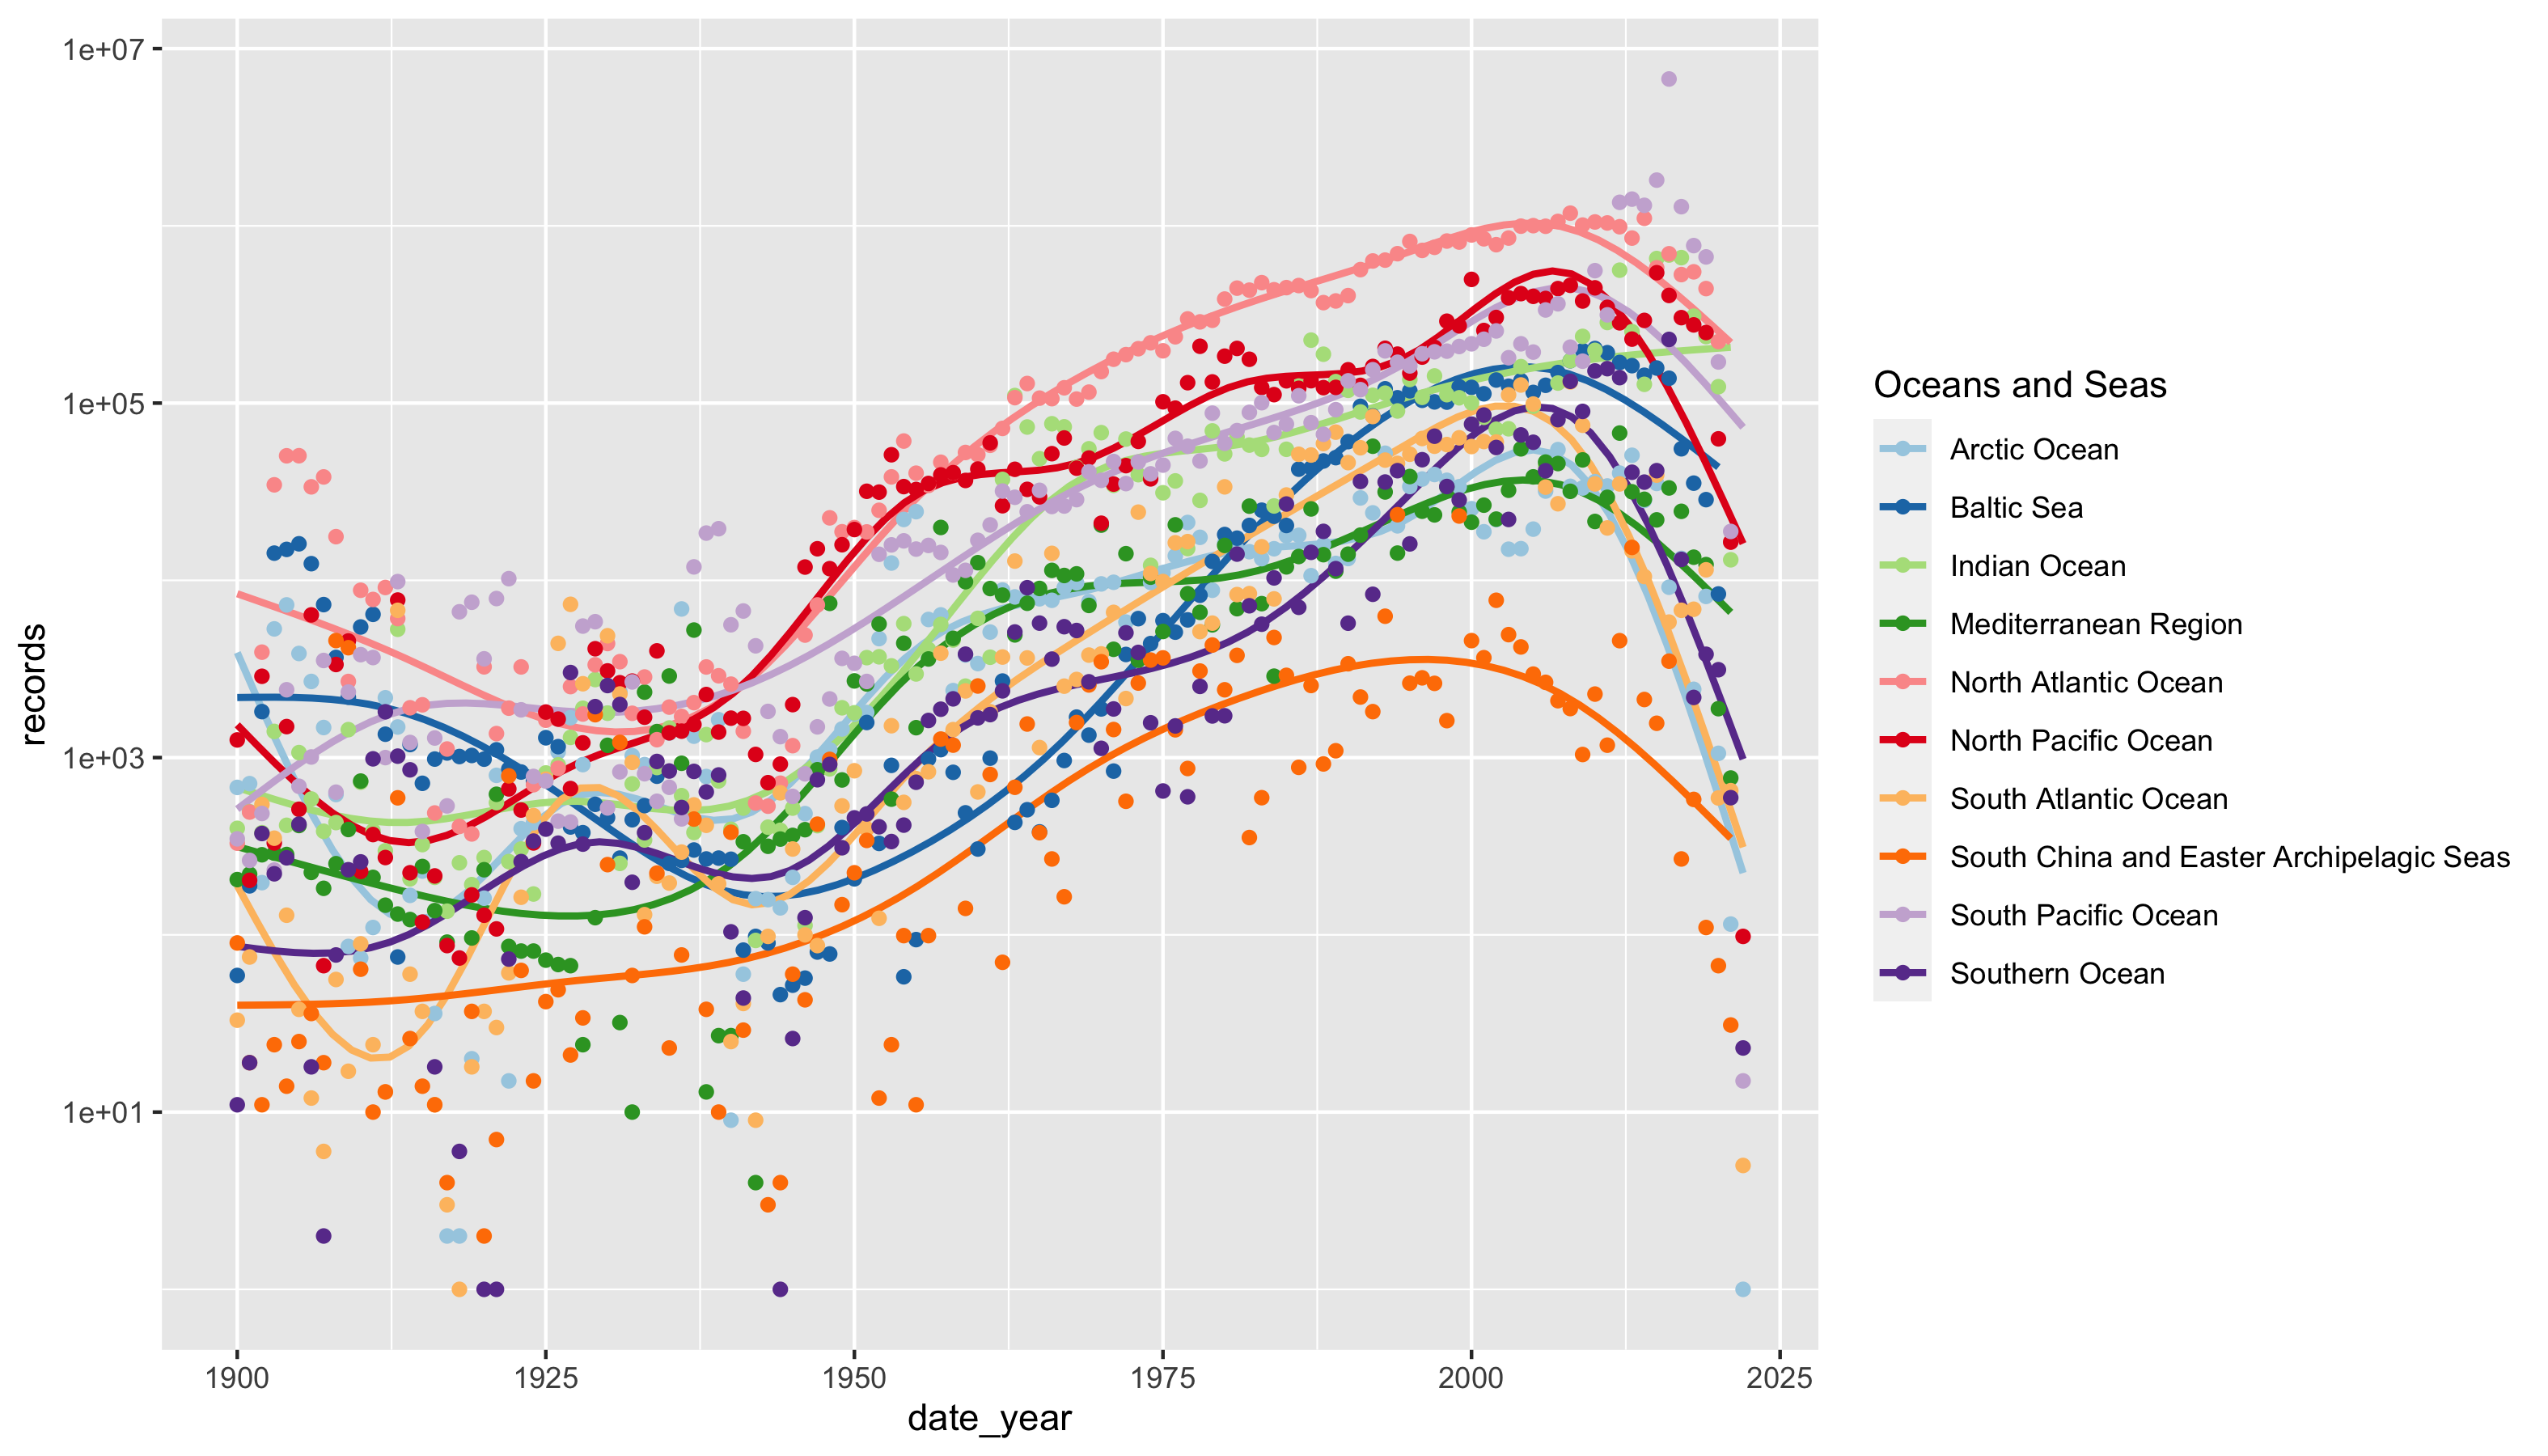 1e+07
1e+05
1e+03
1e+01
records
1900
1925
1950
1975
2000
2025
date_year
Oceans and Seas
Arctic Ocean
Baltic Sea
Indian Ocean
Mediterranean Region
North Atlantic Ocean
North Pacific Ocean
South Atlantic Ocean
South China and Easter Archipelagic Seas
South Pacific Ocean
Southern Ocean